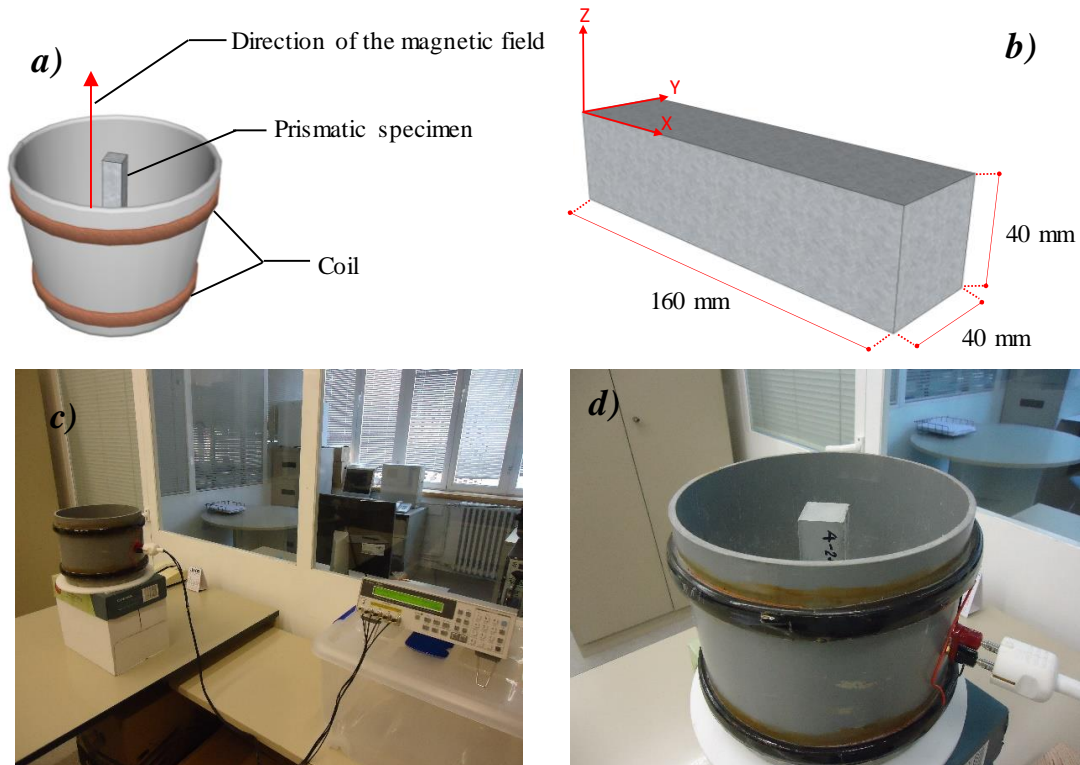 a)
Direction of the magnetic field
Prismatic specimen
Coil
b)
Z
Y
X
40 mm
160 mm
40 mm
c)
d)